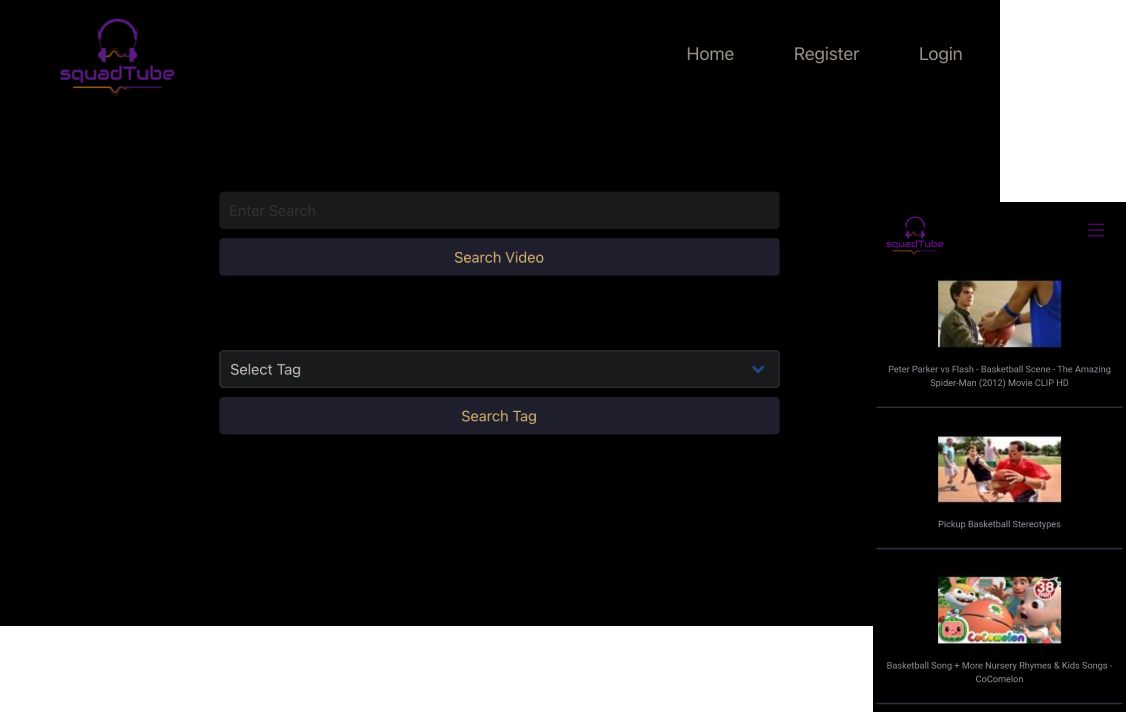 squadTube
Home
Register
Login
Enter Search
Search Video
Select Tag
Search Tag
squadTube
Peter Parker vs Flash - Basketball Scene - The Amazing
Spider-Man (2012) Movie CLIP HD
Pickup Basketball Stereotypes
38
CoComelon
Basketball Song + More Nursery Rhymes & Kids Songs -
CoComelon